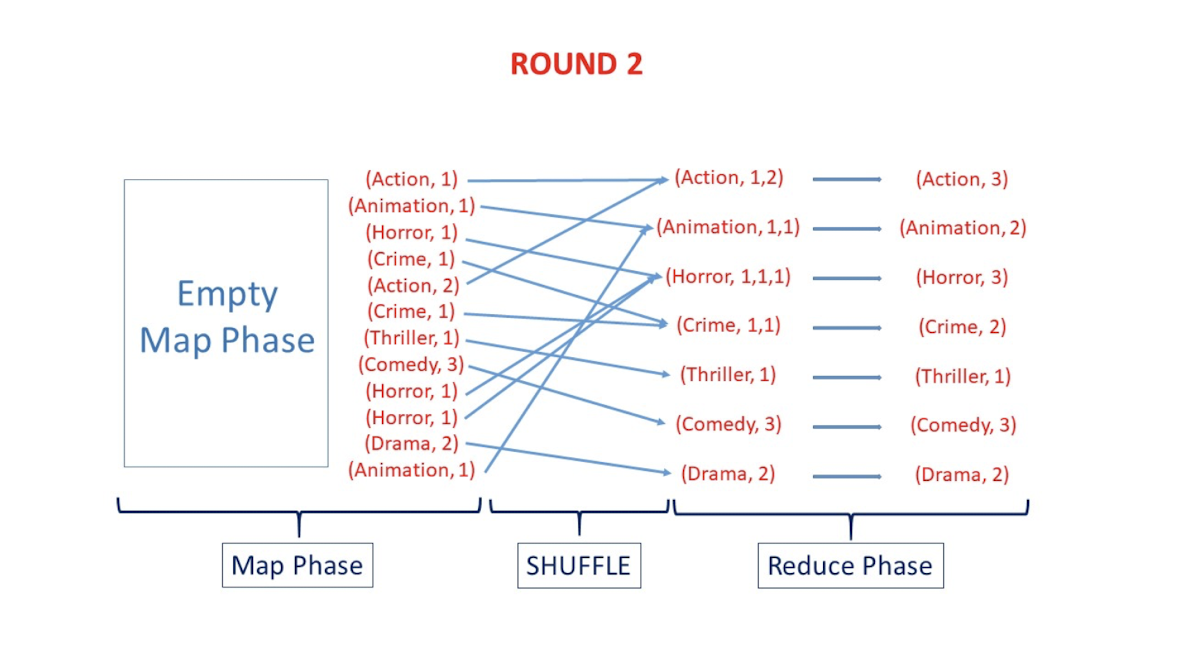 ROUND 2
Empty
Map Phase
(Action, 1)
(Animation, 1)
(Horror, 1)
(Crime, 1)
(Action, 2)
(Crime, 1)
(Thriller, 1)
(Comedy, 3)
(Horror, 1)
(Horror, 1)
(Drama, 2)
(Animation, 1)
(Action, 1,2)
(Animation, 1,1)
(Horror, 1,1,1)
(Crime, 1,1)
(Thriller, 1)
(Comedy, 3)
(Drama, 2)
(Action, 3)
(Animation, 2)
(Horror, 3)
(Crime, 2)
(Thriller, 1)
(Comedy, 3)
(Drama, 2)
Map Phase
SHUFFLE
Reduce Phase